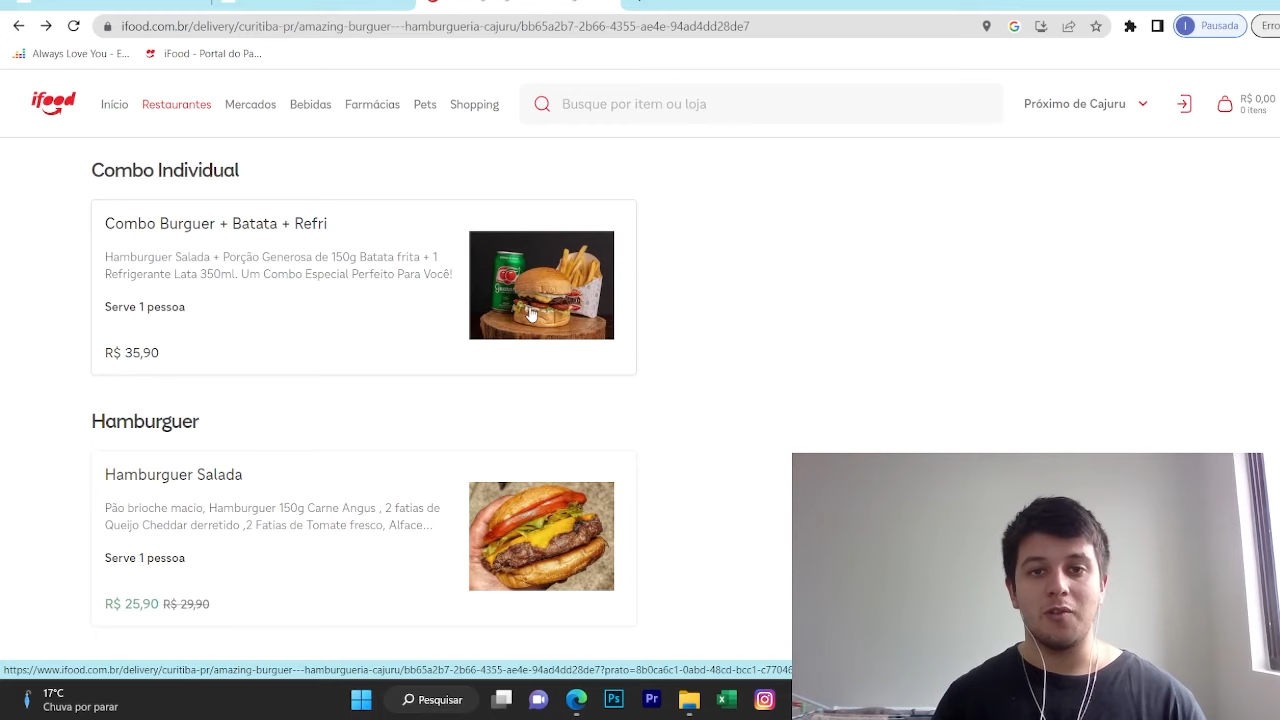 ifood.com.br/delivery/curitiba-pr/amazing-burguer---hamburgueria-cajuru/bb65a2b7-2b66-4355-ae4e-94ad4dd28de7
Pausada
Erro
Always Love You - E...
iFood - Portal do Pa...
ifood
Início
Restaurantes
Mercados
Bebidas
Farmácias
Pets
Shopping
Busque por item ou loja
Próximo de Cajuru
R$ 0,00
0 itens
Combo Individual
Combo Burguer + Batata + Refri
Hamburguer Salada + Porção Generosa de 150g Batata frita + 1
Refrigerante Lata 350ml. Um Combo Especial Perfeito Para Você!
Serve 1 pessoa
R$ 35,90
Hamburguer
Hamburguer Salada
Pão brioche macio, Hamburguer 150g Carne Angus , 2 fatias de
Queijo Cheddar derretido ,2 Fatias de Tomate fresco, Alface...
Serve 1 pessoa
R$ 25,90 R$ 29,90
https://www.ifood.com.br/delivery/curitiba-pr/amazing-burguer---hamburgueria-cajuru/bb65a2b7-2b66-4355-ae4e-94ad4dd28de7?prato=8b0ca6c1-0abd-48cd-bcc1-c77046
17°C
Chuva por parar
Pesquisar
Ps
Pr